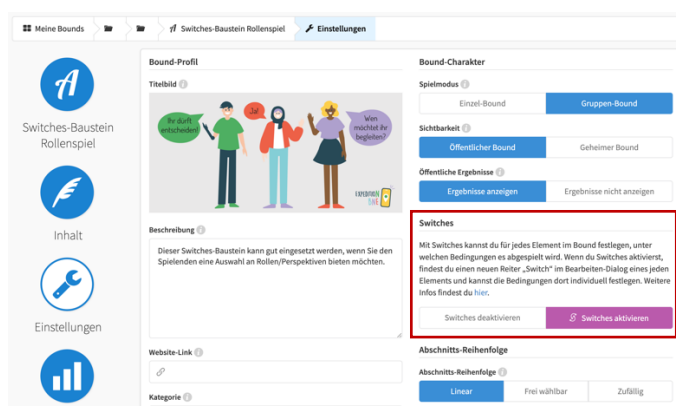 Meine Bounds
Switches-Baustein Rollenspiel
Einstellungen
Switches-Baustein
Rollenspiel
Inhalt
Einstellungen
Bound-Profil
Titelbild
Ihr dürft
entscheiden!
Ja!
Wen
möchtet ihr
begleiten?
EXPEDITION
Beschreibung
Dieser Switches-Baustein kann gut eingesetzt werden, wenn Sie den
Spielenden eine Auswahl an Rollen/Perspektiven bieten möchten.
Website-Link
Kategorie
Bound-Charakter
Spielmodus
Einzel-Bound Gruppen-Bound
Sichtbarkeit
Öffentlicher Bound Geheimer Bound
Öffentliche Ergebnisse
Ergebnisse anzeigen Ergebnisse nicht anzeigen
Switches
Mit Switches kannst du für jedes Element im Bound festlegen, unter
welchen Bedingungen es abgespielt wird. Wenn du Switches aktivierst,
findest du einen neuen Reiter „Switch" im Bearbeiten-Dialog eines jeden
Elements und kannst die Bedingungen dort individuell festlegen. Weitere
Infos findest du hier.
Switches deaktivieren Switches aktivieren
Abschnitts-Reihenfolge
Abschnitts-Reihenfolge
Linear Frei wählbar Zufällig